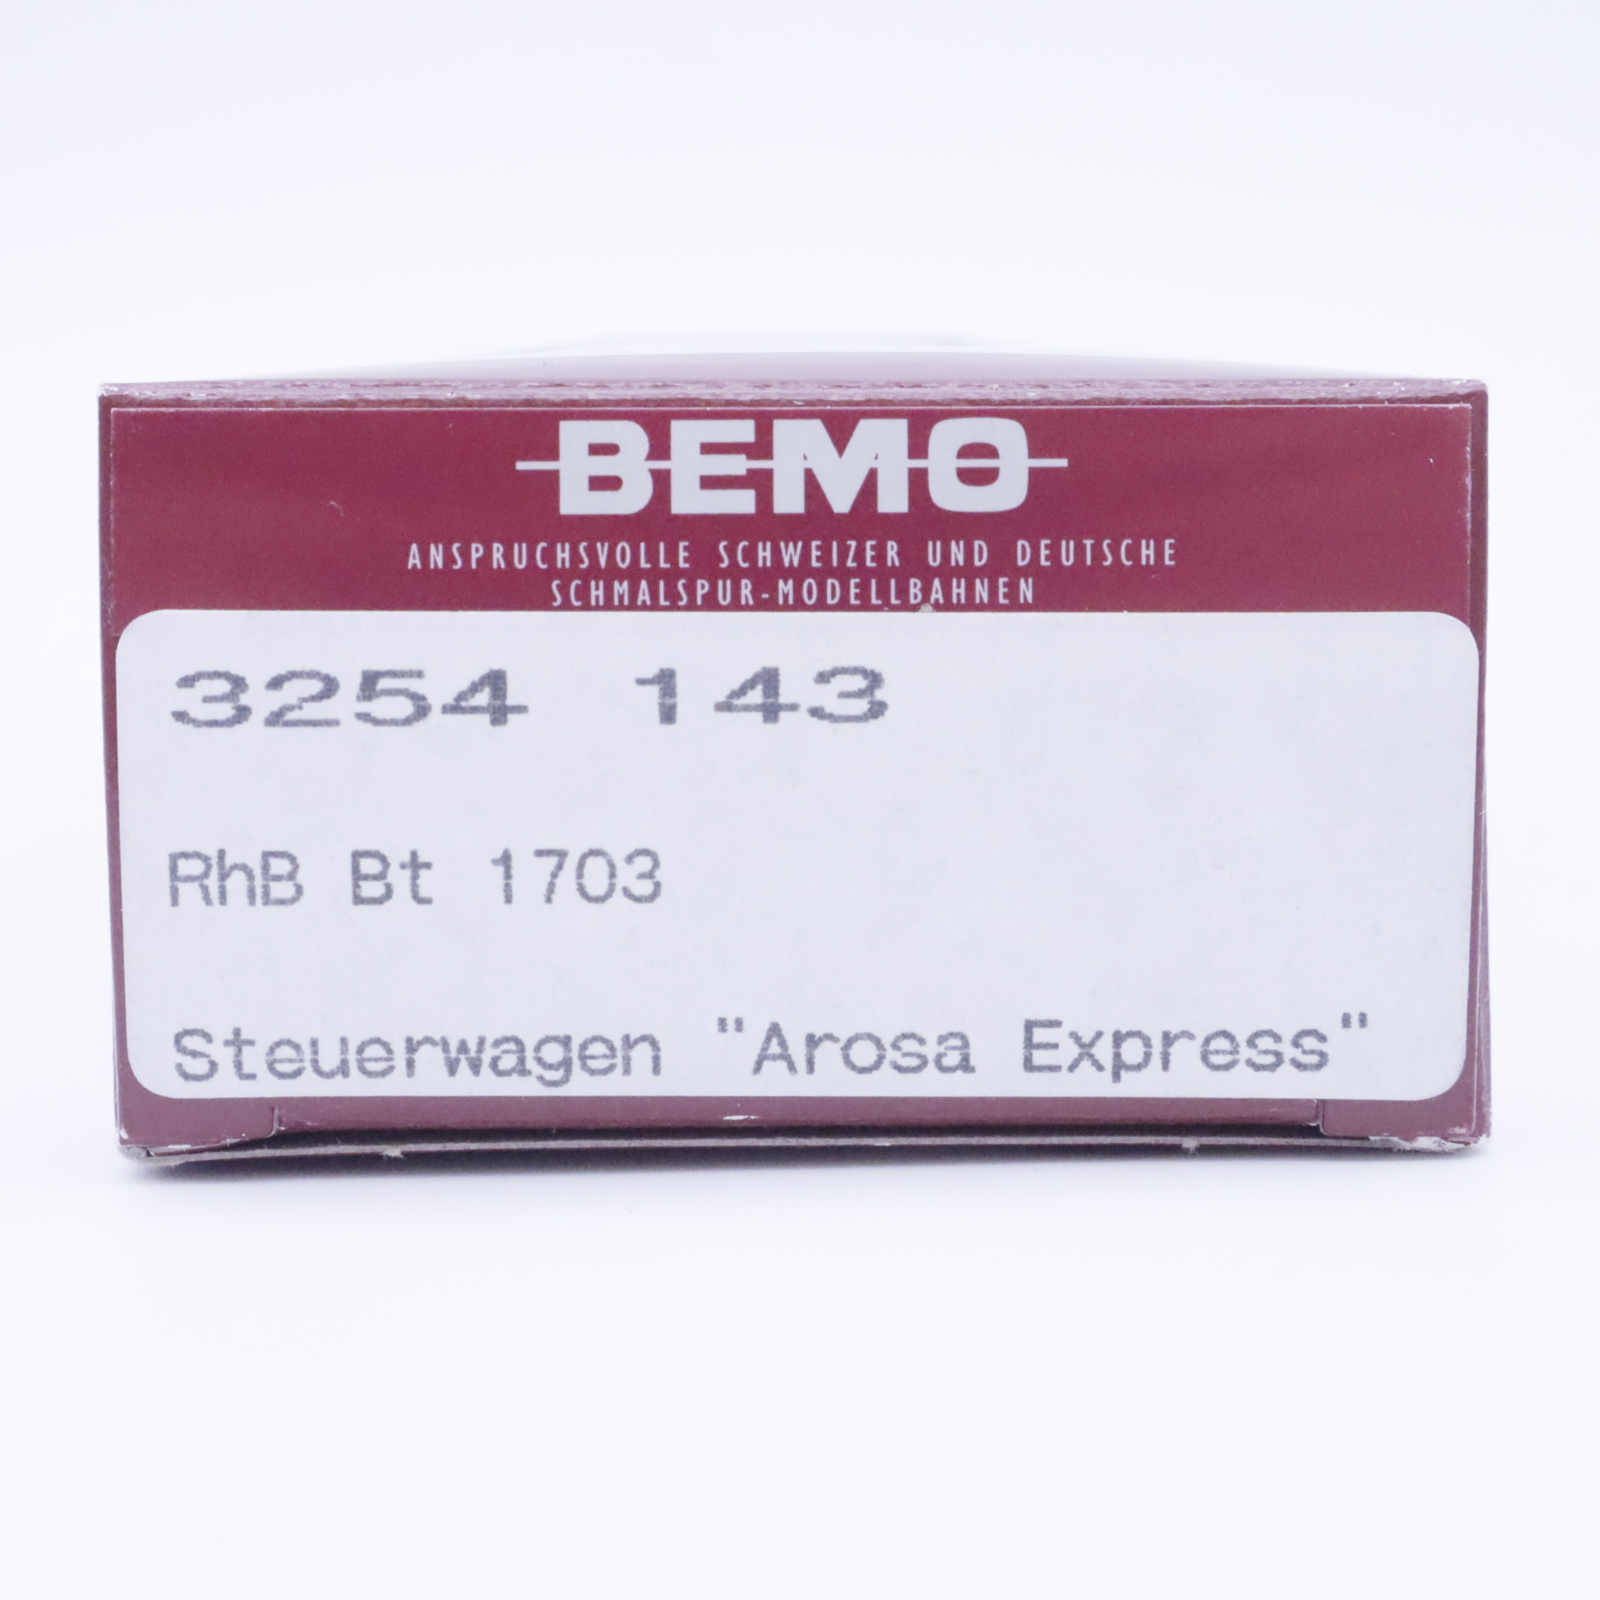 BEMO
ANSPRUCHSVOLLE SCHWEIZER UND DEUTSCHE
SCHMALSPUR-MODELLBAHNEN
3254 143
RhB Bt 1703
Steuerwagen "Arosa Express"